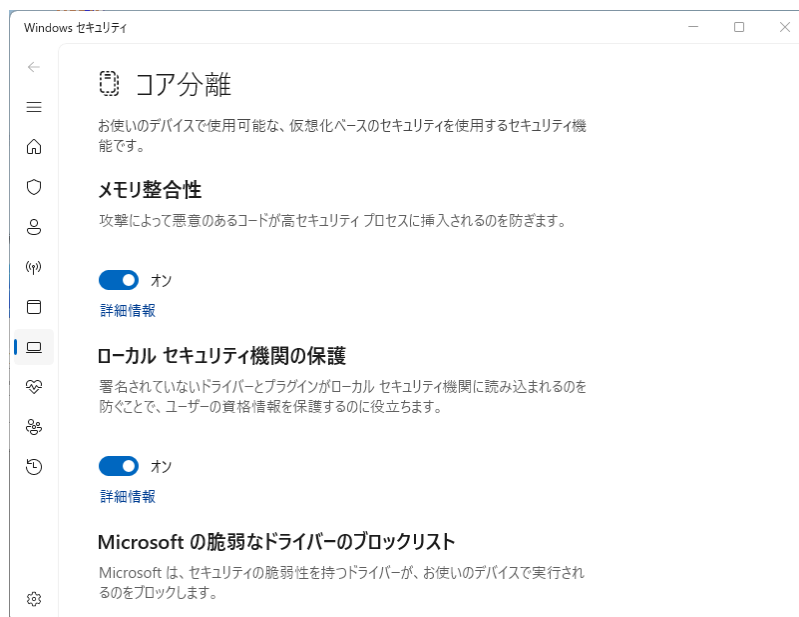 Windows セキュリティ
コア分離
お使いのデバイスで使用可能な、仮想化ベースのセキュリティを使用するセキュリティ機
能です。
メモリ整合性
攻撃によって悪意のあるコードが高セキュリティ プロセスに挿入されるのを防ぎます。
オン
詳細情報
ローカル セキュリティ機関の保護
署名されていないドライバーとプラグインがローカル セキュリティ機関に読み込まれるのを
防ぐことで、ユーザーの資格情報を保護するのに役立ちます。
オン
詳細情報
Microsoft の脆弱なドライバーのブロックリスト
Microsoft は、セキュリティの脆弱性を持つドライバーが、お使いのデバイスで実行され
るのをブロックします。